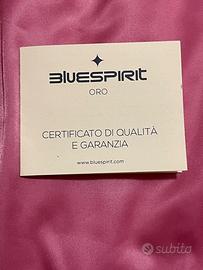 BLUESPIRIT
ORO
CERTIFICATO DI QUALITÀ
E GARANZIA
www.bluespirit.com
subito